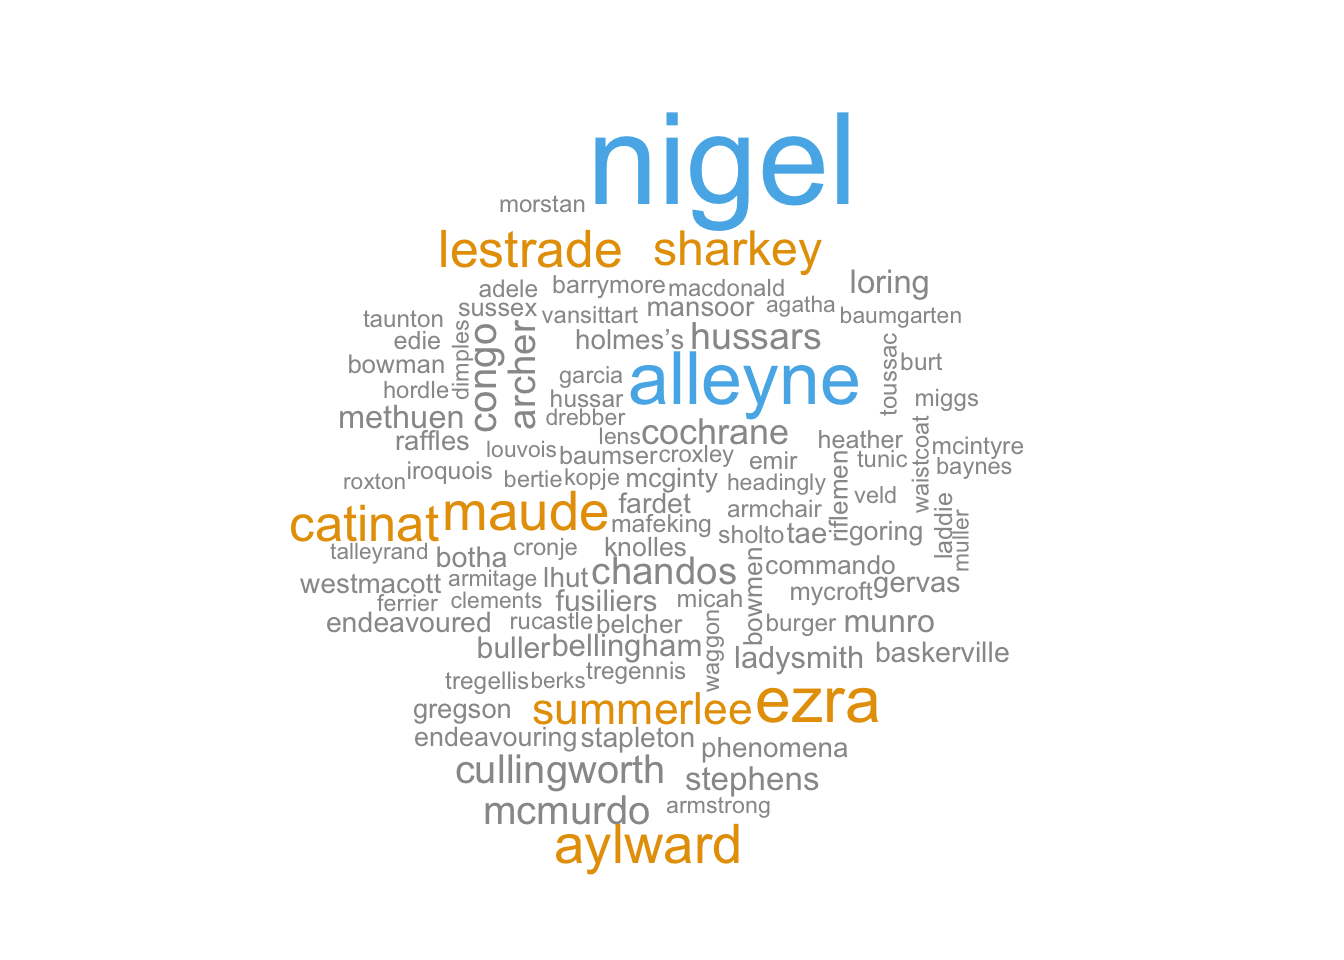 nigel
morstan
lestrade sharkey
loring
adele barrymore macdonald
sussex vansittart mansoor agatha baumgarten
taunton
edie dimples congo archer holmes’s hussars
bowman garcia alleyne toussac burt
hordle hussar miggs
methuen drebber
raffles louvois lens cochrane heather waistcoat mcintyre
baumser croxley emir tunic baynes
roxton iroquois bertie kopje mcginty headingly riflemen veld
catinat maude fardet armchair laddie muller
mafeking sholto tae goring
talleyrand botha cronje knolles
westmacott armitage lhut chandos bowmen commando
ferrier clements fusiliers micah mycroft gervas
endeavoured rucastle belcher waggon burger munro
buller bellingham ladysmith baskerville
tregellis berks tregennis
gregson summerlee ezra
endeavouring stapleton phenomena
cullingworth stephens
mcmurdo armstrong
aylward